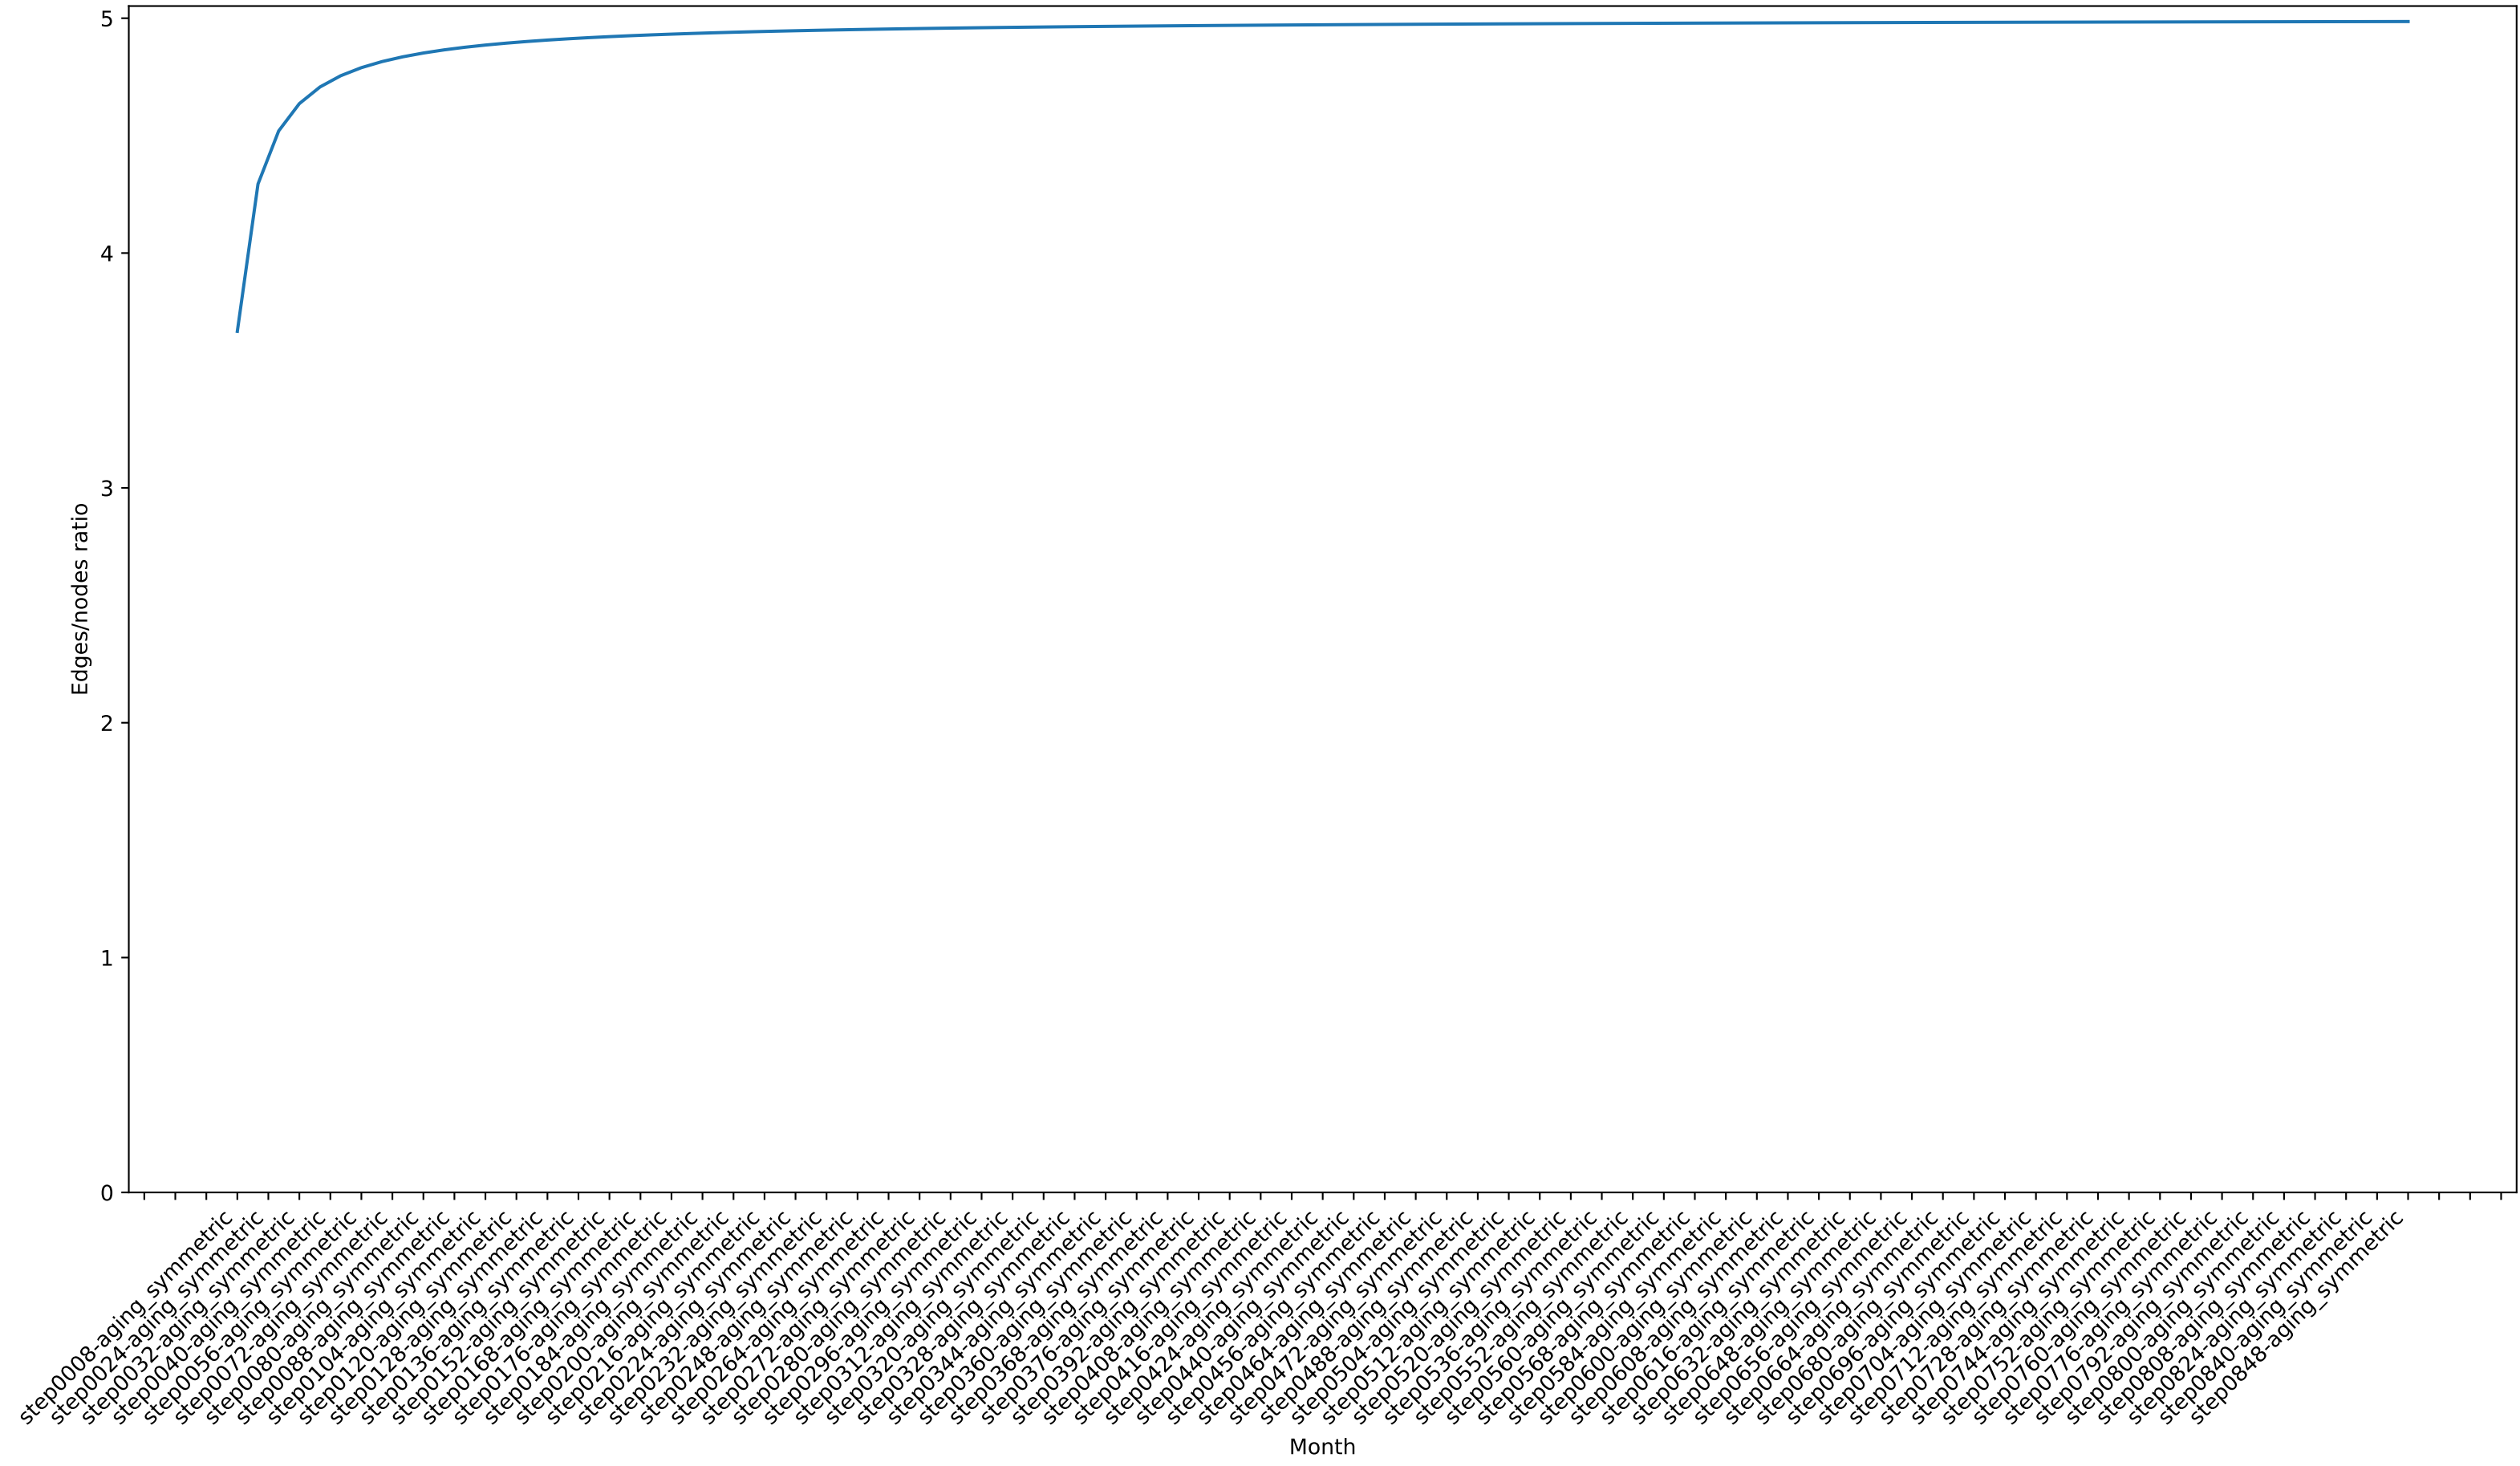 5
4
3
2
1
0
Edges/nodes ratio
step0008-aging_symmetric
step0024-aging_symmetric
step0032-aging_symmetric
step0040-aging_symmetric
step0056-aging_symmetric
step0072-aging_symmetric
step0080-aging_symmetric
step0088-aging_symmetric
step0104-aging_symmetric
step0120-aging_symmetric
step0128-aging_symmetric
step0136-aging_symmetric
step0152-aging_symmetric
step0168-aging_symmetric
step0176-aging_symmetric
step0184-aging_symmetric
step0200-aging_symmetric
step0216-aging_symmetric
step0224-aging_symmetric
step0232-aging_symmetric
step0248-aging_symmetric
step0264-aging_symmetric
step0272-aging_symmetric
step0280-aging_symmetric
step0296-aging_symmetric
step0312-aging_symmetric
step0320-aging_symmetric
step0328-aging_symmetric
step0344-aging_symmetric
step0360-aging_symmetric
step0368-aging_symmetric
step0376-aging_symmetric
step0392-aging_symmetric
step0408-aging_symmetric
step0416-aging_symmetric
step0424-aging_symmetric
step0440-aging_symmetric
step0456-aging_symmetric
step0464-aging_symmetric
step0472-aging_symmetric
step0488-aging_symmetric
step0504-aging_symmetric
step0512-aging_symmetric
step0520-aging_symmetric
step0536-aging_symmetric
step0552-aging_symmetric
step0560-aging_symmetric
step0568-aging_symmetric
step0584-aging_symmetric
step0600-aging_symmetric
step0608-aging_symmetric
step0616-aging_symmetric
step0632-aging_symmetric
step0648-aging_symmetric
step0656-aging_symmetric
step0664-aging_symmetric
step0680-aging_symmetric
step0696-aging_symmetric
step0704-aging_symmetric
step0712-aging_symmetric
step0728-aging_symmetric
step0744-aging_symmetric
step0752-aging_symmetric
step0760-aging_symmetric
step0776-aging_symmetric
step0792-aging_symmetric
step0800-aging_symmetric
step0808-aging_symmetric
step0824-aging_symmetric
step0840-aging_symmetric
step0848-aging_symmetric
Month